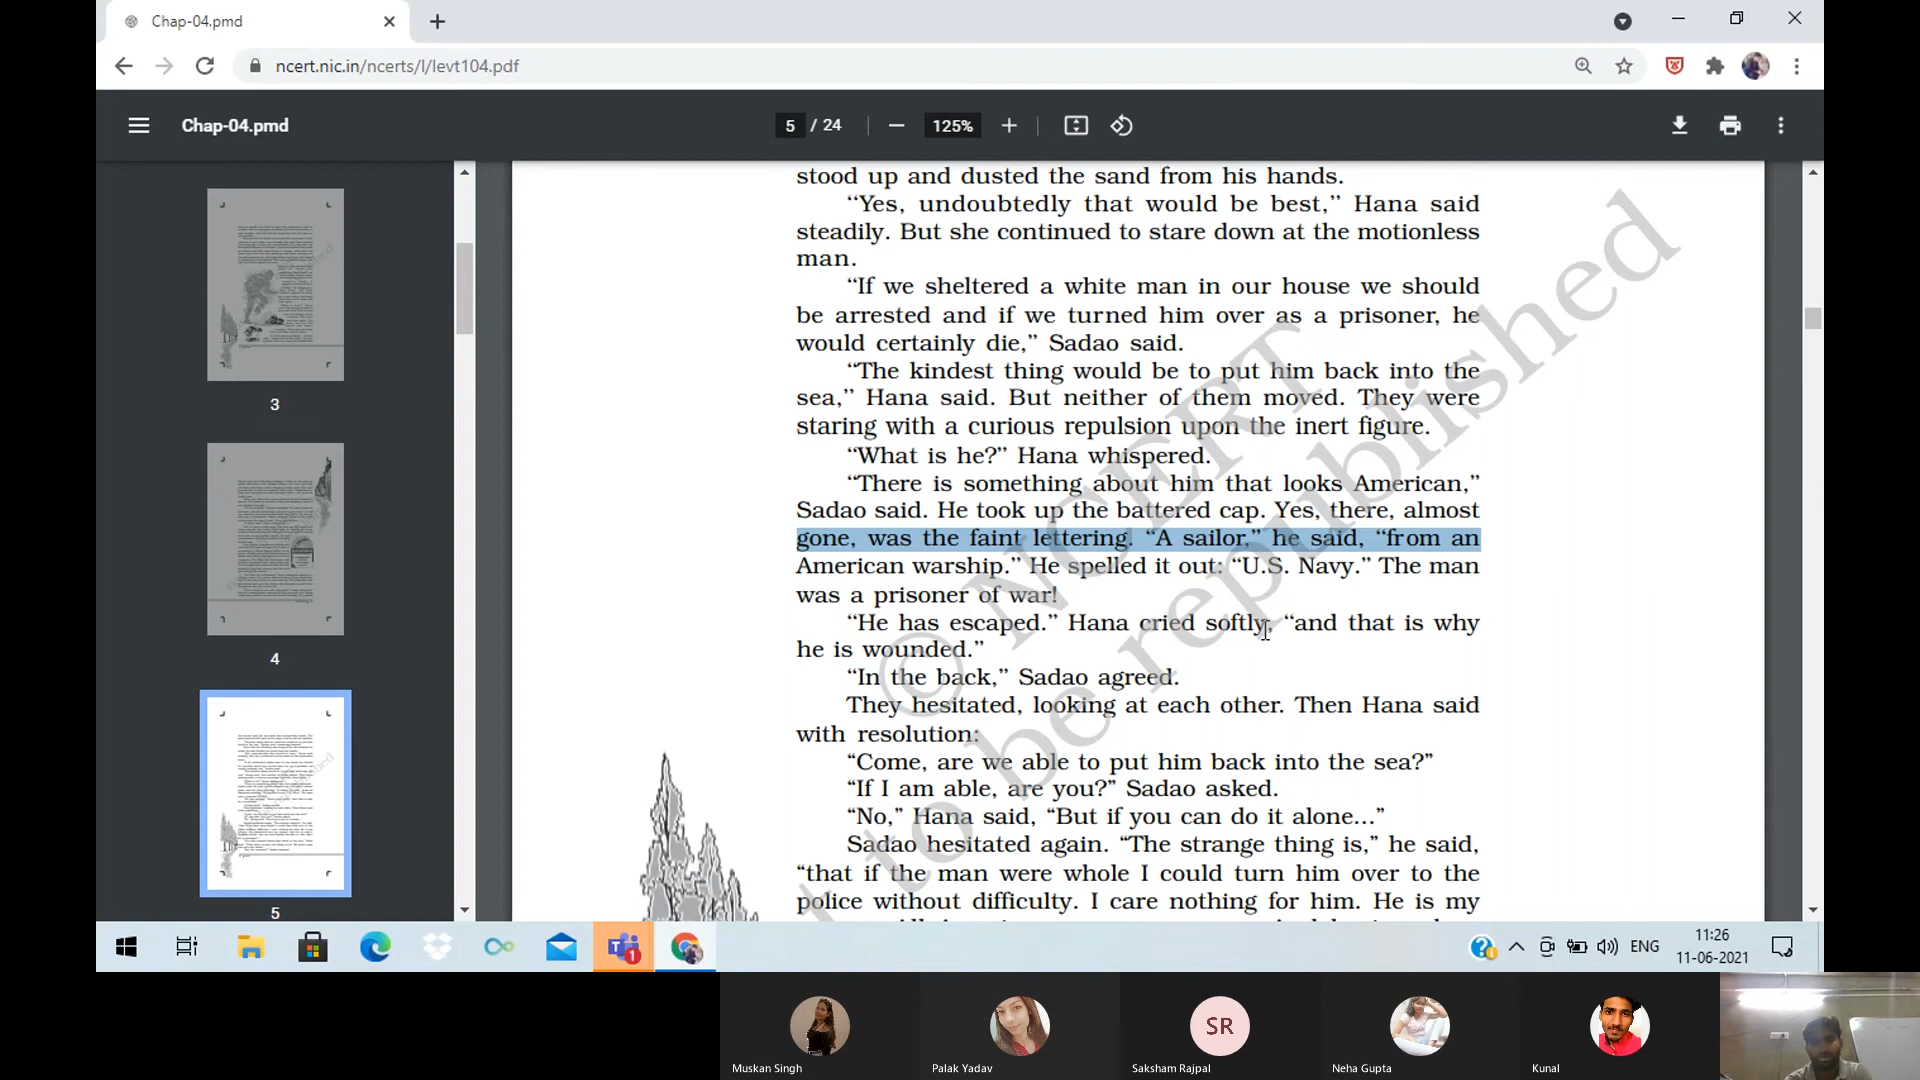 Chap-04.pmd
ncert.nic.in/ncerts/l/levt104.pdf
Chap-04.pmd
5 / 24
125%
3
4
5
stood up and dusted the sand from his hands.
‘‘Yes, undoubtedly that would be best,’’ Hana said
steadily. But she continued to stare down at the motionless
man.
“If we sheltered a white man in our house we should
be arrested and if we turned him over as a prisoner, he
would certainly die,” Sadao said.
“The kindest thing would be to put him back into the
sea,’’ Hana said. But neither of them moved. They were
staring with a curious repulsion upon the inert figure.
“What is he?” Hana whispered.
“There is something about him that looks American,”
Sadao said. He took up the battered cap. Yes, there, almost
gone, was the faint lettering. “A sailor,” he said, “from an
American warship.” He spelled it out: “U.S. Navy.” The man
was a prisoner of war!
“He has escaped.” Hana cried softly, “and that is why
he is wounded.”
“In the back,” Sadao agreed.
They hesitated, looking at each other. Then Hana said
with resolution:
“Come, are we able to put him back into the sea?”
“If I am able, are you?” Sadao asked.
“No,” Hana said, “But if you can do it alone...”
Sadao hesitated again. “The strange thing is,” he said,
“that if the man were whole I could turn him over to the
police without difficulty. I care nothing for him. He is my
© NCERT
t to be republished
1
ENG
11:26
11-06-2021
SR
Muskan Singh
Palak Yadav
Saksham Rajpal
Neha Gupta
Kunal